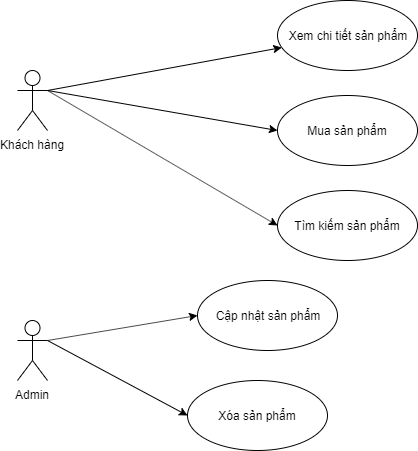 Xem chi tiết sản phẩm
Khách hàng
Mua sản phẩm
Tìm kiếm sản phẩm
Cập nhật sản phẩm
Admin
Xóa sản phẩm